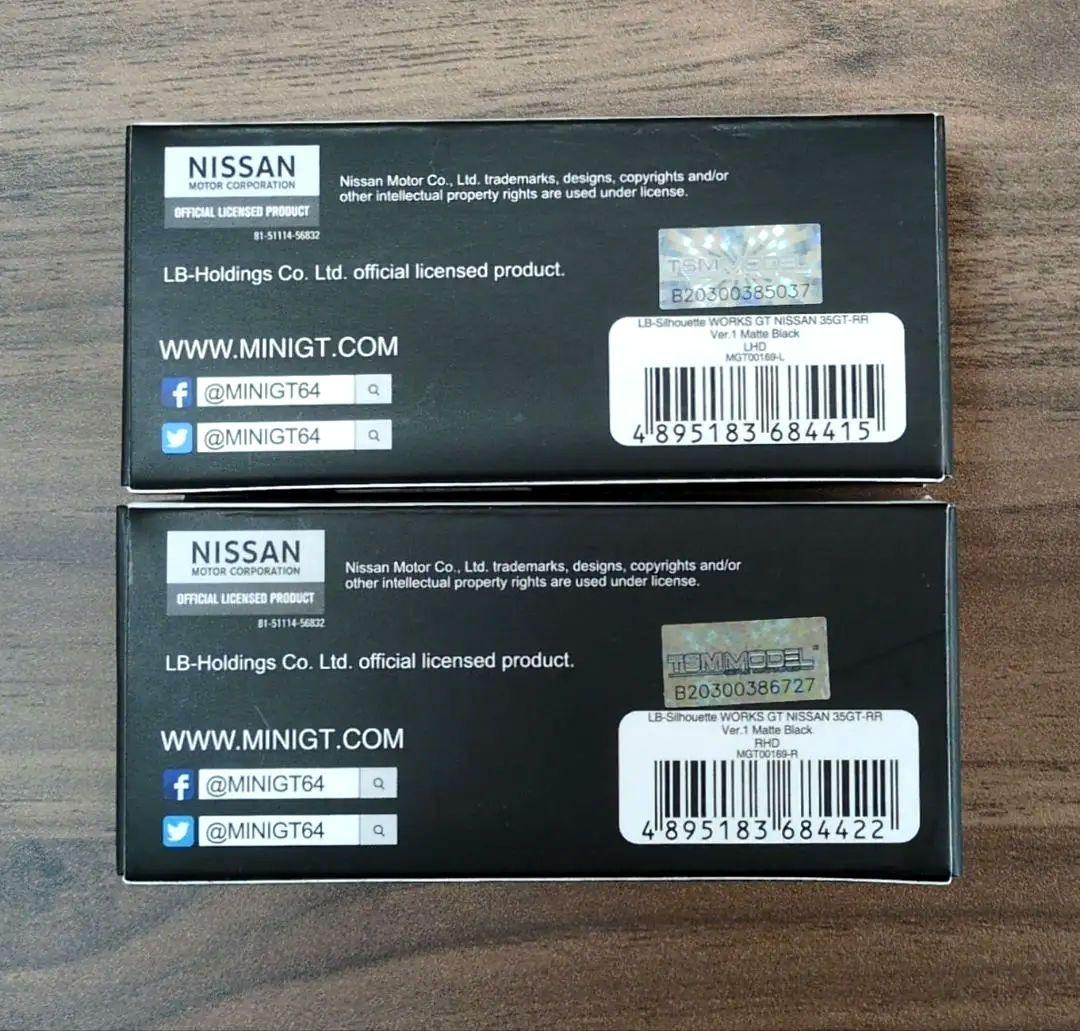 NISSAN
MOTOR CORPORATION
OFFICIAL LICENSED PRODUCT
81-51114-56832
Nissan Motor Co., Ltd. trademarks, designs, copyrights and/or
other intellectual property rights are used under license.
LB-Holdings Co. Ltd. official licensed product.
TSM MODEL
B20300385037
WWW.MINIGT.COM
@MINIGT64
@MINIGT64
LB-Silhouette WORKS GT NISSAN 35GT-RR
Ver.1 Matte Black
LHD
MGT00169-L
4 895183 684415
NISSAN
MOTOR CORPORATION
OFFICIAL LICENSED PRODUCT
81-51114-56832
Nissan Motor Co., Ltd. trademarks, designs, copyrights and/or
other intellectual property rights are used under license.
LB-Holdings Co. Ltd. official licensed product.
TSMMODEL
B20300386727
WWW.MINIGT.COM
@MINIGT64
@MINIGT64
LB-Silhouette WORKS GT NISSAN 35GT-RR
Ver.1 Matte Black
RHD
MGT00169-R
4 895183 684422